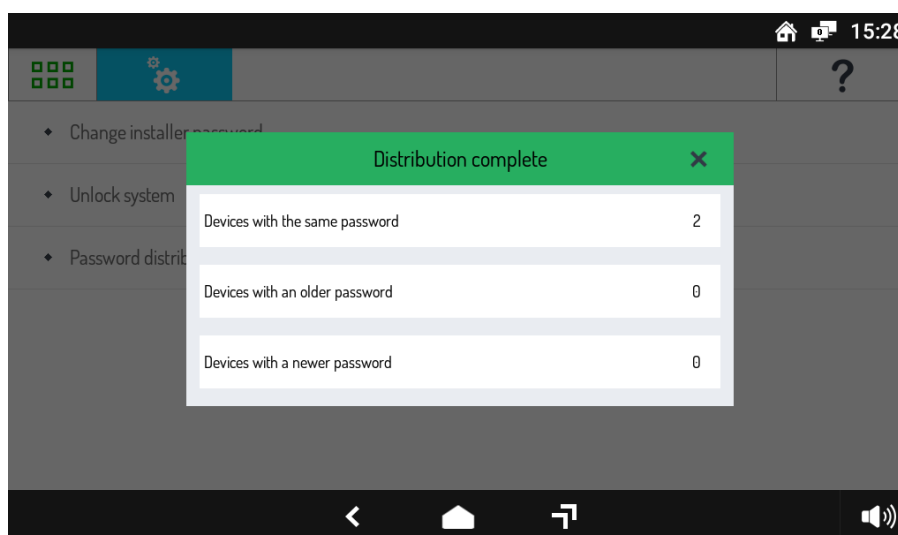 15:28
?
Change installer password
Distribution complete
Unlock system
Devices with the same password 2
Password distrib
Devices with an older password 0
Devices with a newer password 0